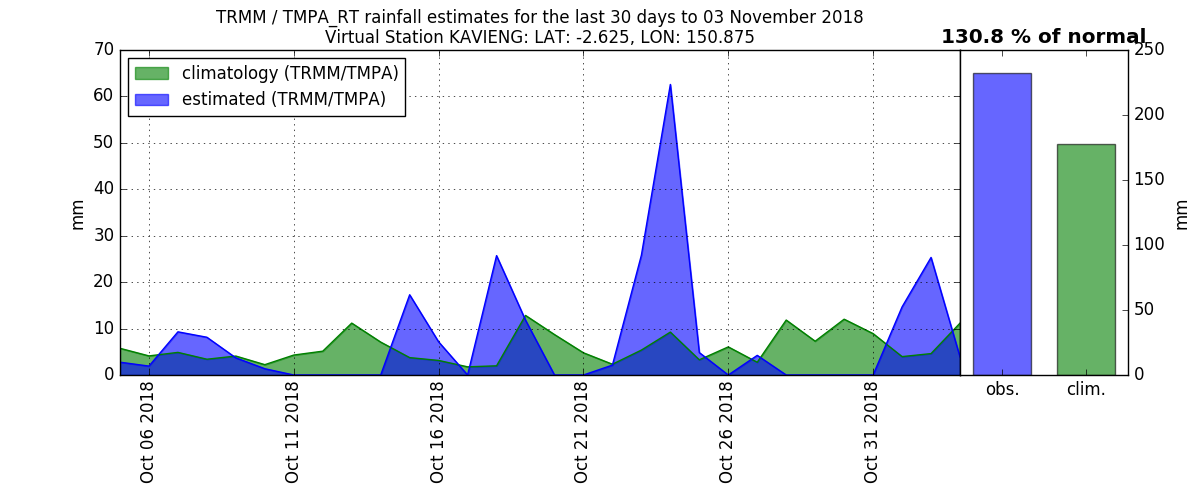 TRMM / TMPA_RT rainfall estimates for the last 30 days to 03 November 2018
Virtual Station KAVIENG: LAT: -2.625, LON: 150.875
130.8 % of normal
climatology (TRMM/TMPA)
estimated (TRMM/TMPA)
70
60
50
40
30
20
10
0
mm
Oct 06 2018
Oct 11 2018
Oct 16 2018
Oct 21 2018
Oct 26 2018
Oct 31 2018
obs.
clim.
250
200
150
100
50
0
mm